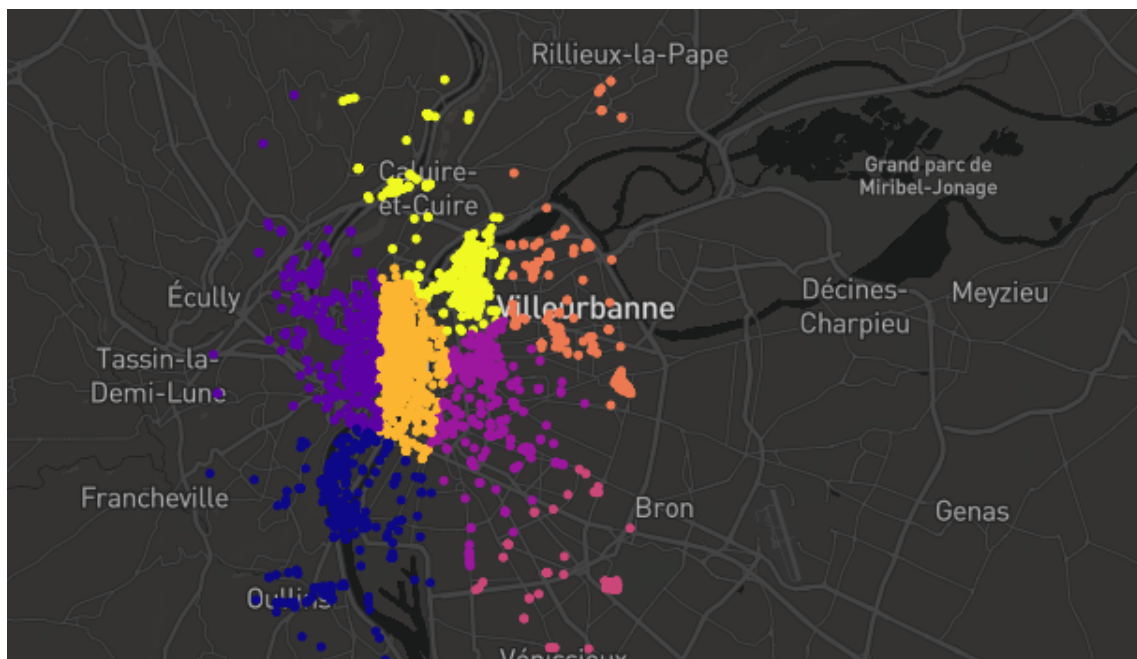 Rillieux-la-Pape
Grand parc de
Miribel-Jonage
Caluire-
et-Cuire
Écully
Villeurbanne
Décines-
Charpieu
Meyzieu
Tassin-la-
Demi-Lune
Francheville
Bron
Genas
Oullins
Vénissieux